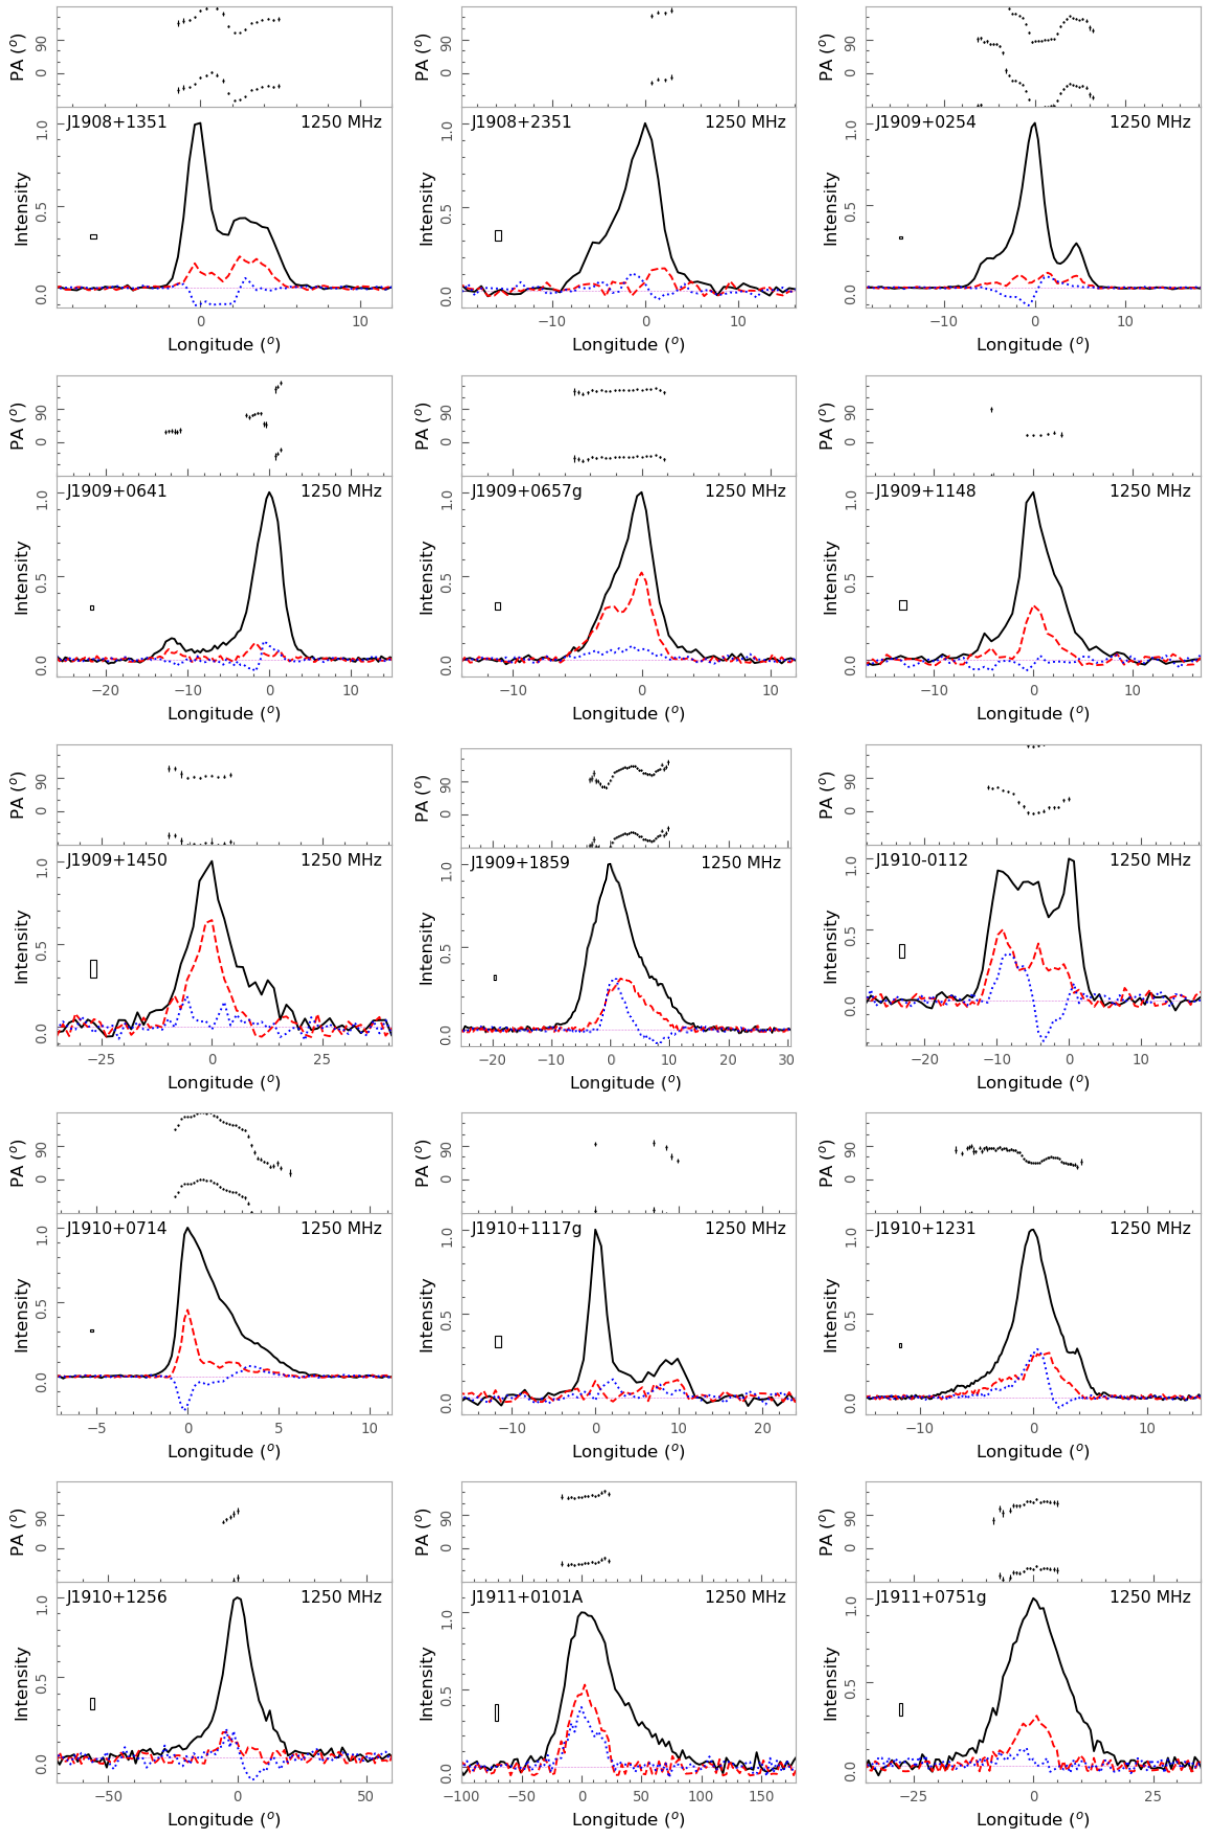 PA (°) 90 0 PA (°) 90 0 PA (°) 90 0
J1908+1351 1250 MHz J1908+2351 1250 MHz J1909+0254 1250 MHz
Intensity 1.0 0.5 0.0 Intensity 1.0 0.5 0.0 Intensity 1.0 0.5 0.0
0 10 −10 0 10 −10 0 10
Longitude (°) Longitude (°) Longitude (°)
PA (°) 90 0 PA (°) 90 0 PA (°) 90 0
J1909+0641 1250 MHz J1909+0657g 1250 MHz J1909+1148 1250 MHz
Intensity 1.0 0.5 0.0 Intensity 1.0 0.5 0.0 Intensity 1.0 0.5 0.0
−20 −10 0 10 −10 0 10 −10 0 10
Longitude (°) Longitude (°) Longitude (°)
PA (°) 90 0 PA (°) 90 0 PA (°) 90 0
J1909+1450 1250 MHz J1909+1859 1250 MHz J1910-0112 1250 MHz
Intensity 1.0 0.5 0.0 Intensity 1.0 0.5 0.0 Intensity 1.0 0.5 0.0
−25 0 25 −20 −10 0 10 20 30 −20 −10 0 10
Longitude (°) Longitude (°) Longitude (°)
PA (°) 90 0 PA (°) 90 0 PA (°) 90 0
J1910+0714 1250 MHz J1910+1117g 1250 MHz J1910+1231 1250 MHz
Intensity 1.0 0.5 0.0 Intensity 1.0 0.5 0.0 Intensity 1.0 0.5 0.0
−5 0 5 10 −10 0 10 20 −10 0 10
Longitude (°) Longitude (°) Longitude (°)
PA (°) 90 0 PA (°) 90 0 PA (°) 90 0
J1910+1256 1250 MHz J1911+0101A 1250 MHz J1911+0751g 1250 MHz
Intensity 1.0 0.5 0.0 Intensity 1.0 0.5 0.0 Intensity 1.0 0.5 0.0
−50 0 50 −100 −50 0 50 100 150 −25 0 25
Longitude (°) Longitude (°) Longitude (°)